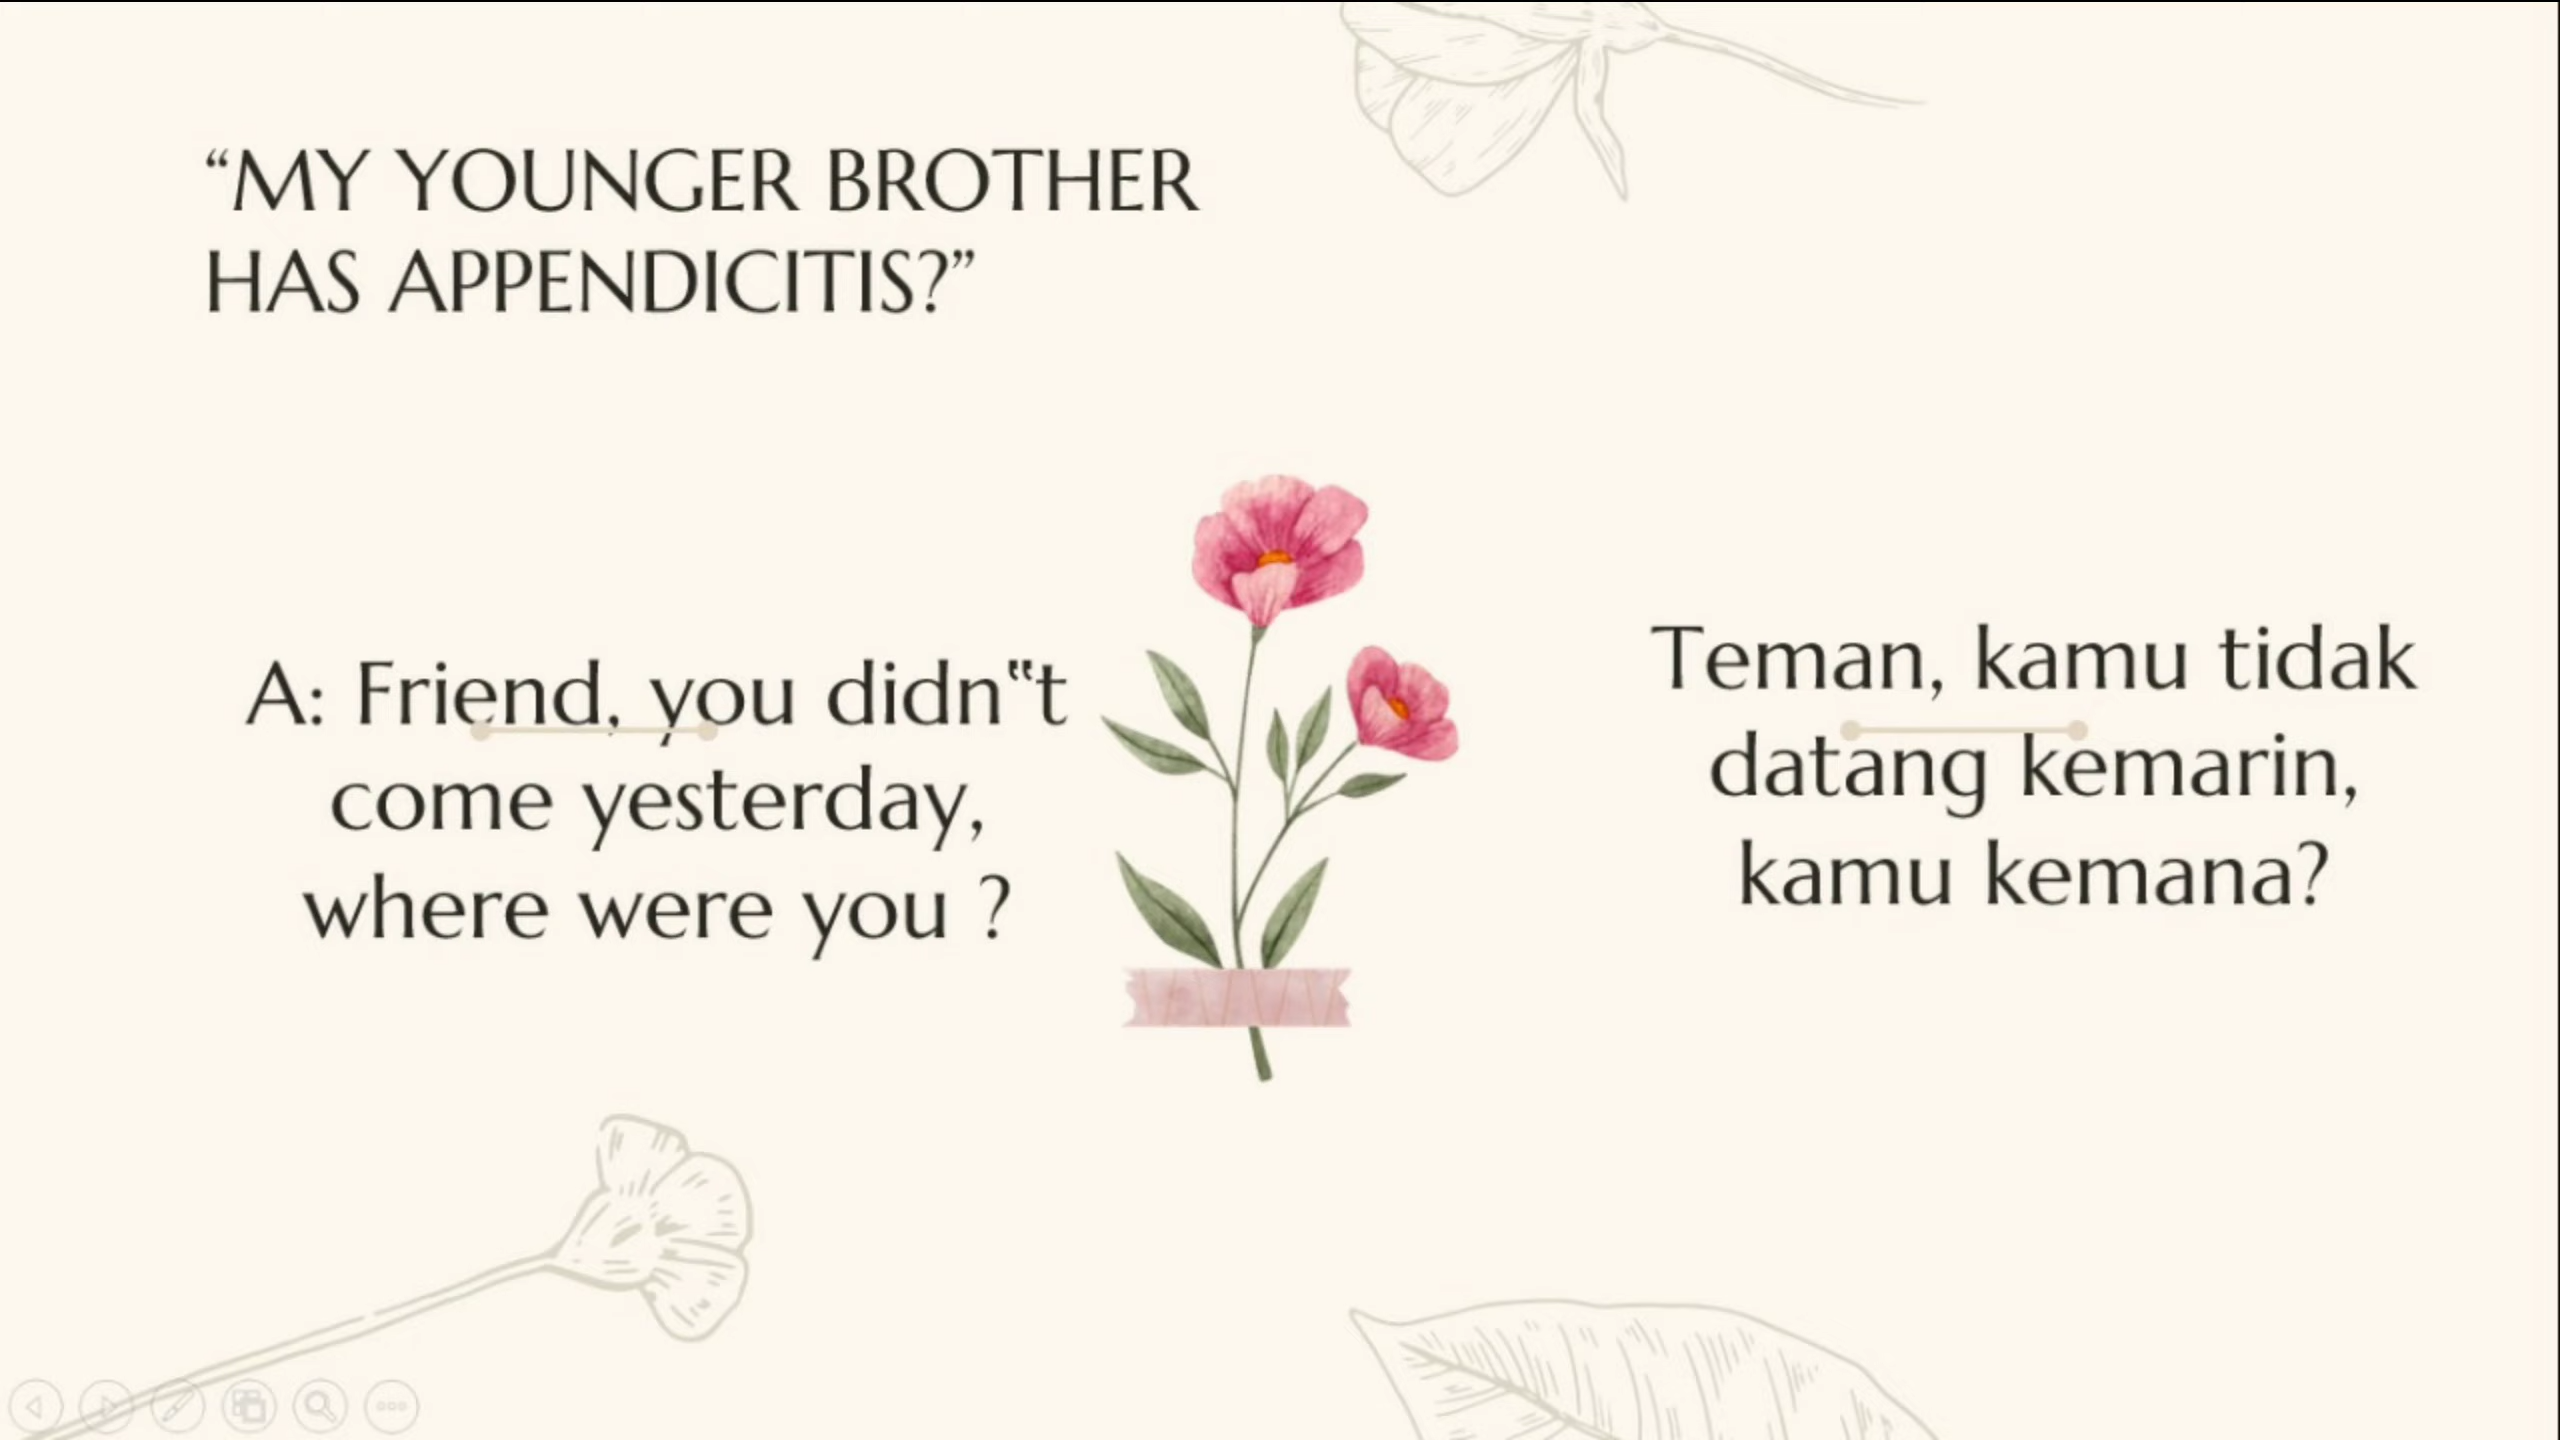 “MY YOUNGER BROTHER
HAS APPENDICITIS?”
A: Friend, you didn‟t
come yesterday,
where were you ?
Teman, kamu tidak
datang kemarin,
kamu kemana?